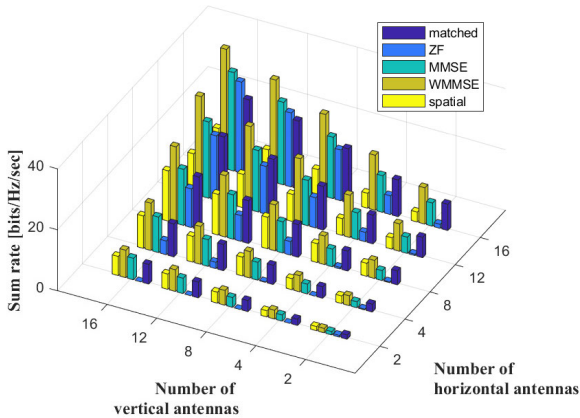 matched
ZF
MMSE
WMMSE
spatial
40
20
0
Sum rate [bits/Hz/sec]
16
12
8
4
2
Number of
vertical antennas
16
12
8
4
2
Number of
horizontal antennas